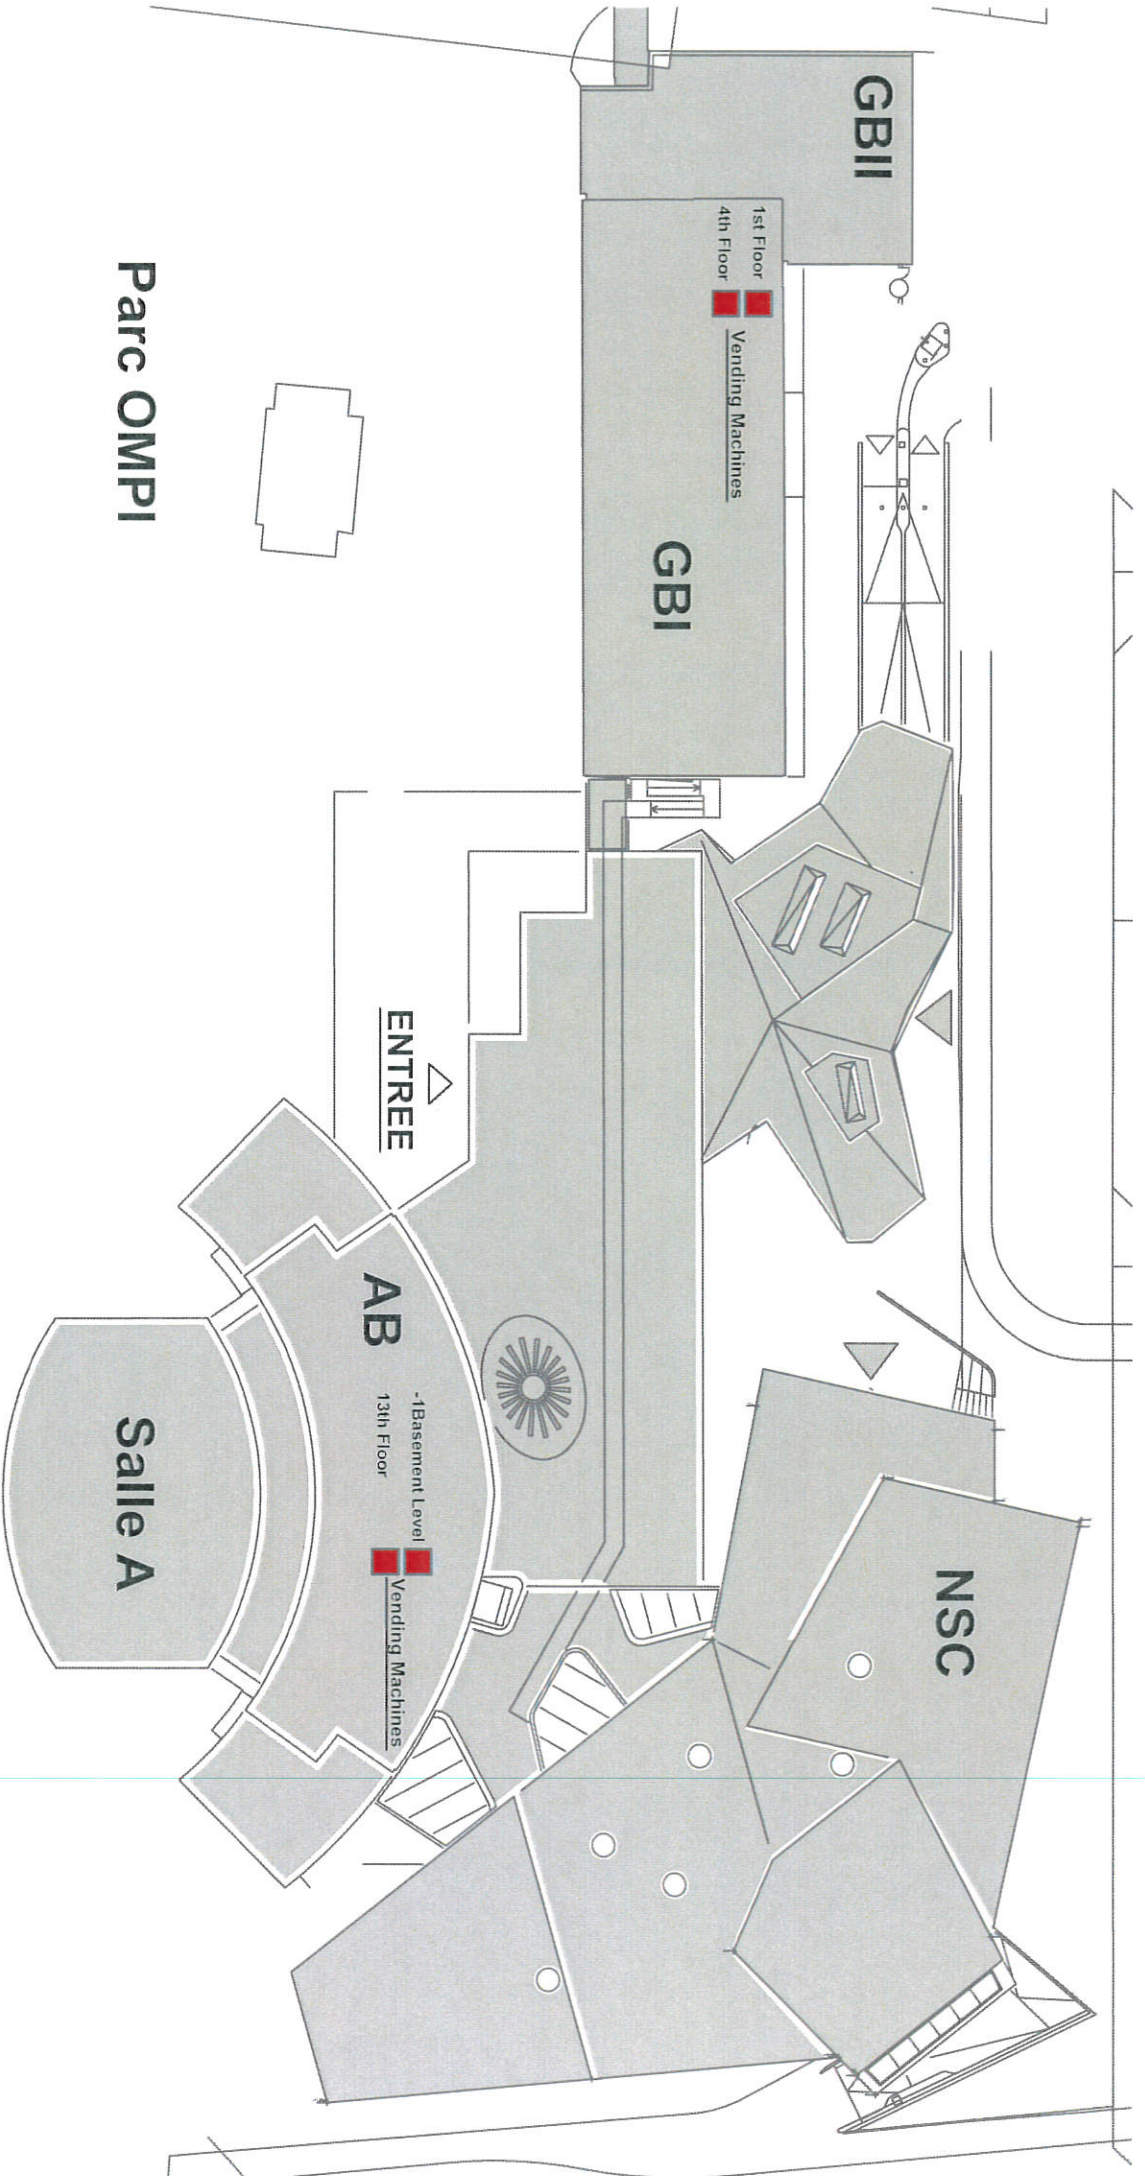 GBII
1st Floor
4th Floor
Vending Machines
GBI
Parc OMPI
ENTREE
NSC
AB
-1Basement Level
13th Floor
Vending Machines
Salle A